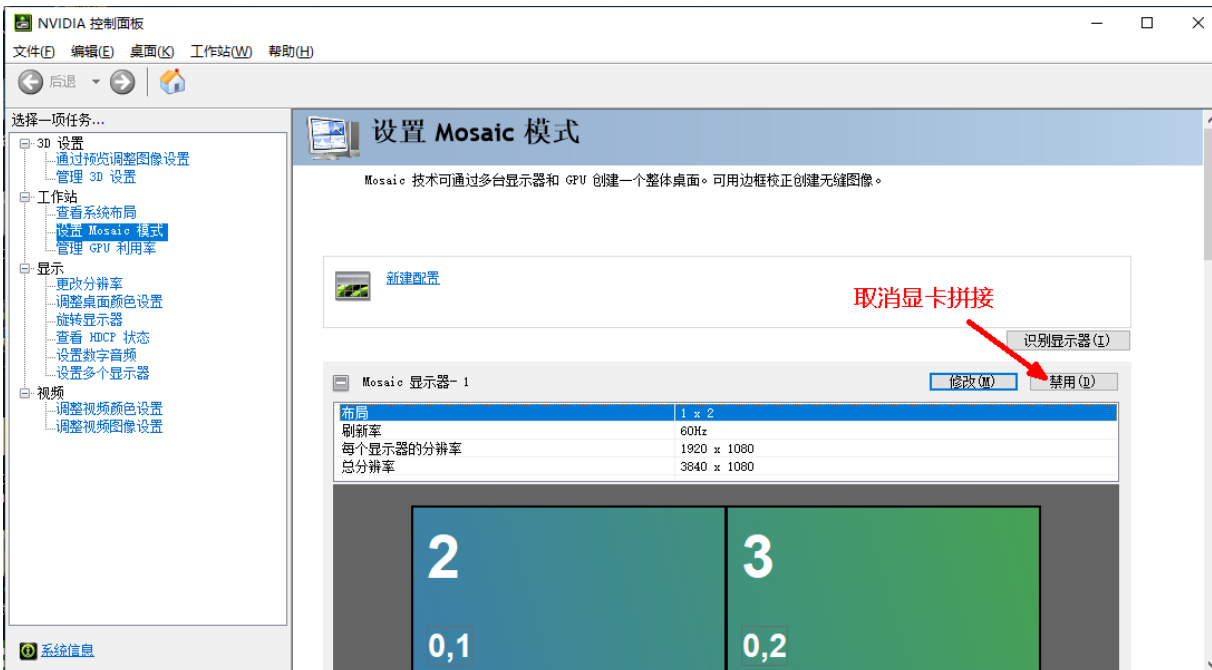 NVIDIA 控制面板
文件(F) 编辑(E) 桌面(K) 工作站(W) 帮助(H)
后退
选择一项任务...
3D 设置
通过预览调整图像设置
管理 3D 设置
工作站
查看系统布局
设置 Mosaic 模式
管理 GPU 利用率
显示
更改分辨率
调整桌面颜色设置
旋转显示器
查看 HDCP 状态
设置数字音频
设置多个显示器
视频
调整视频颜色设置
调整视频图像设置
系统信息
设置 Mosaic 模式
Mosaic 技术可通过多台显示器和 GPU 创建一个整体桌面。可用边框校正创建无缝图像。
新建配置
取消显卡拼接
识别显示器(I)
Mosaic 显示器- 1
修改(M)
禁用(D)
布局 1 x 2
刷新率 60Hz
每个显示器的分辨率 1920 x 1080
总分辨率 3840 x 1080
2 3
0,1 0,2